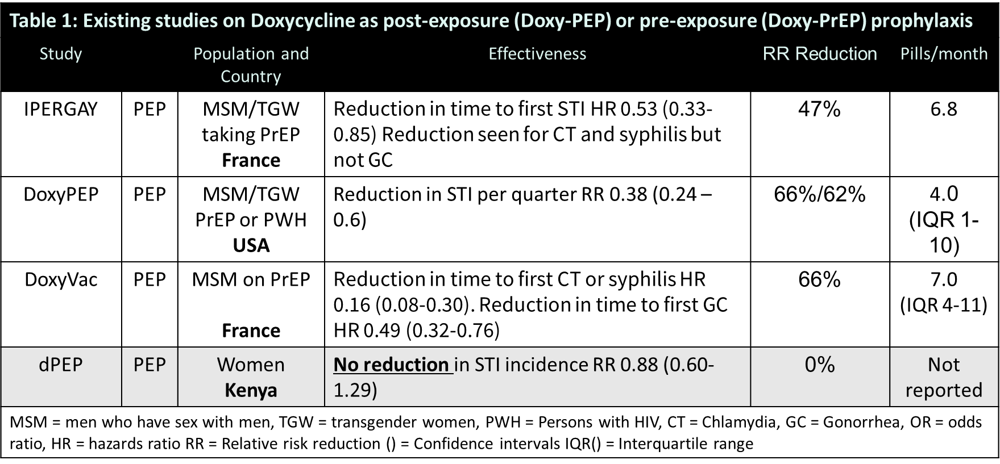 Table 1: Existing studies on Doxycycline as post-exposure (Doxy-PEP) or pre-exposure (Doxy-PrEP) prophylaxis
Study
Population and
Country
Effectiveness
RR Reduction
Pills/month
IPERGAY
PEP
MSM/TGW
taking PrEP
France
Reduction in time to first STI HR 0.53 (0.33-
0.85) Reduction seen for CT and syphilis but
not GC
47%
6.8
DoxyPEP
PEP
MSM/TGW
PrEP or PWH
USA
Reduction in STI per quarter RR 0.38 (0.24 –
0.6)
66%/62%
4.0
(IQR 1-
10)
DoxyVac
PEP
MSM on PrEP
France
Reduction in time to first CT or syphilis HR
0.16 (0.08-0.30). Reduction in time to first GC
HR 0.49 (0.32-0.76)
66%
7.0
(IQR 4-11)
dPEP
PEP
Women
Kenya
No reduction in STI incidence RR 0.88 (0.60-
1.29)
0%
Not
reported
MSM = men who have sex with men, TGW = transgender women, PWH = Persons with HIV, CT = Chlamydia, GC = Gonorrhea, OR = odds
ratio, HR = hazards ratio RR = Relative risk reduction () = Confidence intervals IQR() = Interquartile range